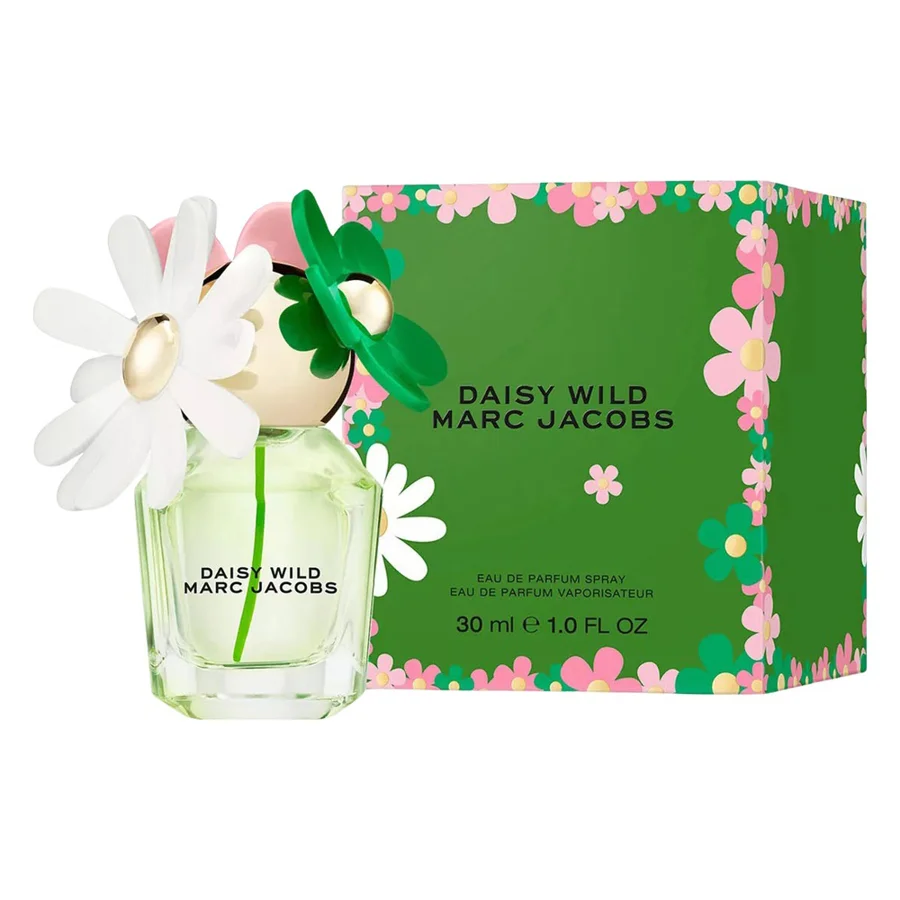 DAISY WILD
MARC JACOBS
EAU DE PARFUM SPRAY
EAU DE PARFUM VAPORISATEUR
30 ml ℮ 1.0 FL OZ
DAISY WILD
MARC JACOBS